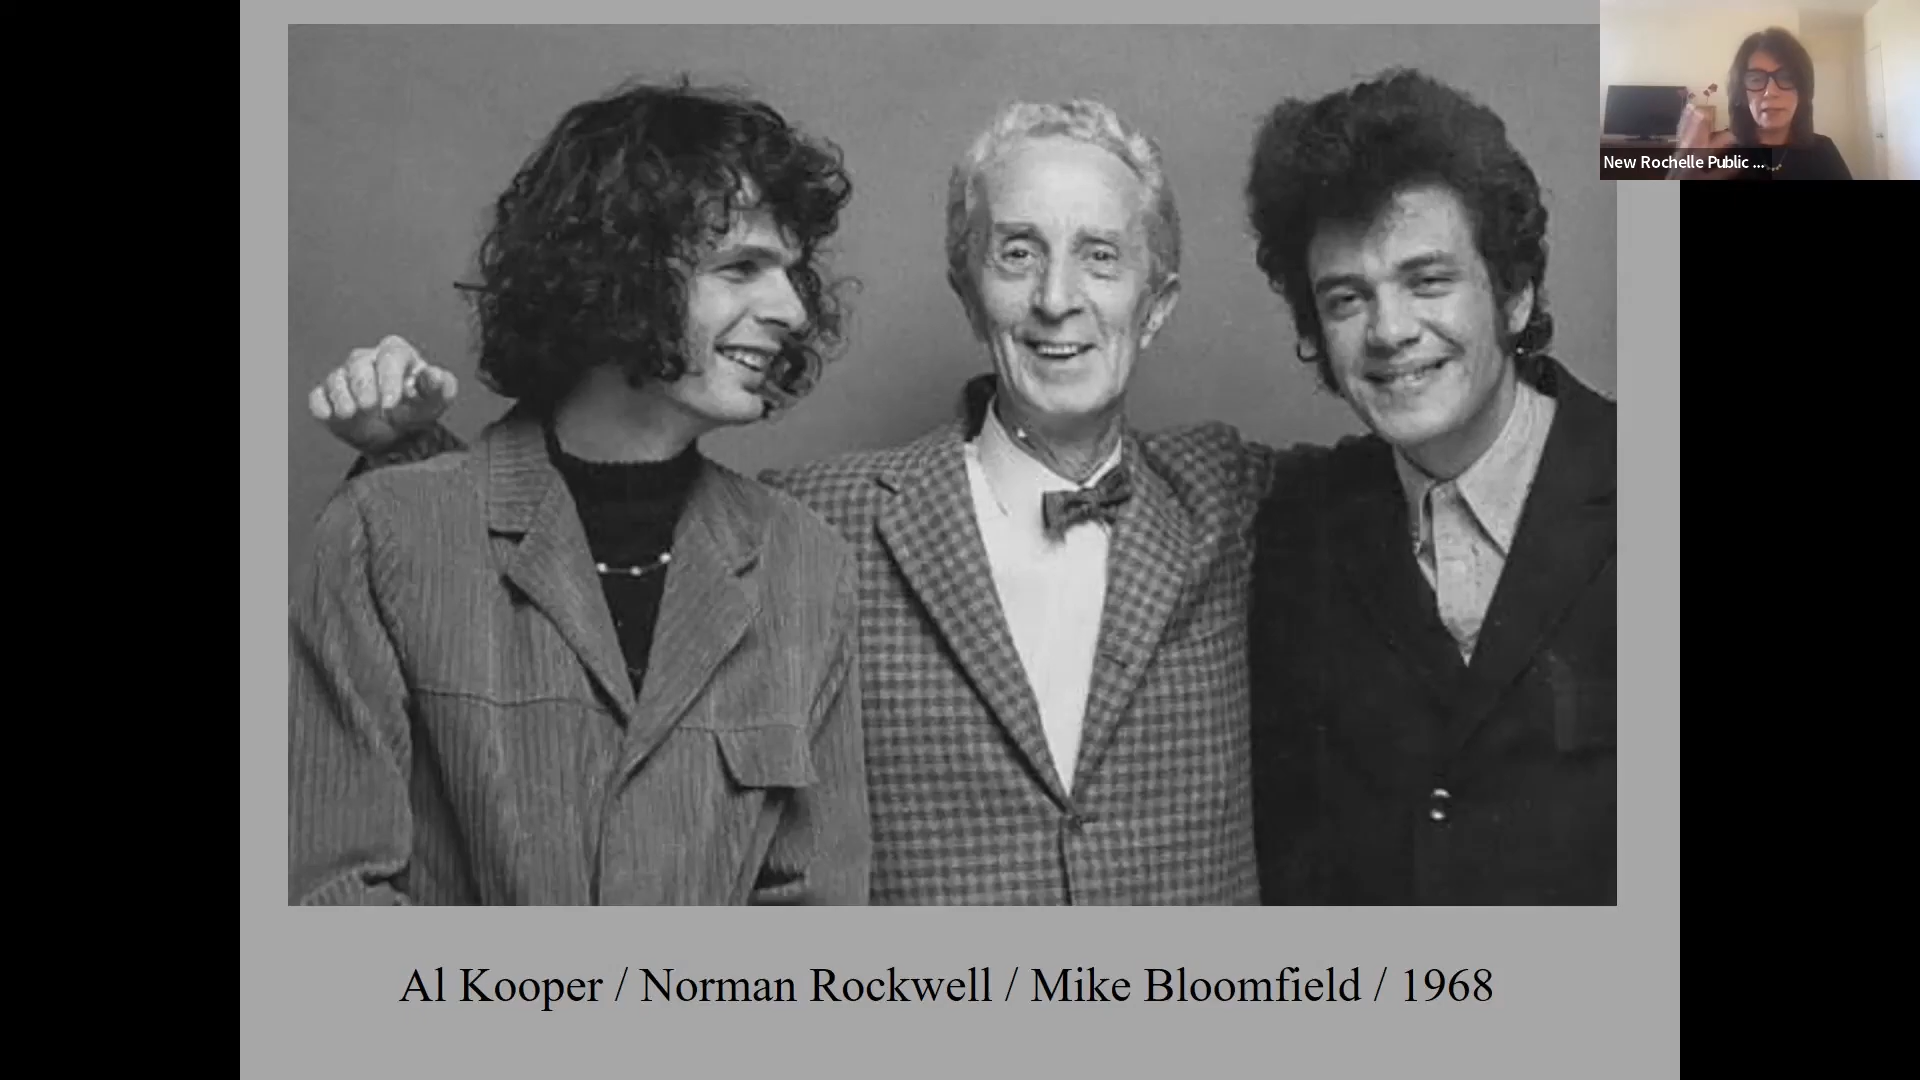 New Rochelle Public ...
Al Kooper / Norman Rockwell / Mike Bloomfield / 1968